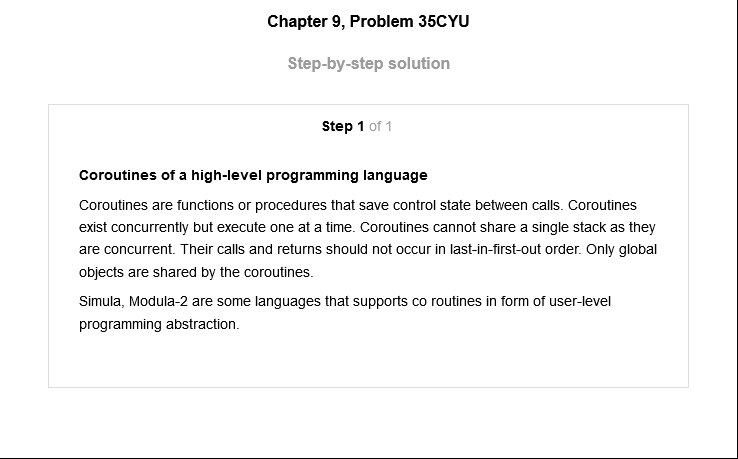 Chapter 9, Problem 35CYU
Step-by-step solution
Step 1 of 1
Coroutines of a high-level programming language
Coroutines are functions or procedures that save control state between calls. Coroutines
exist concurrently but execute one at a time. Coroutines cannot share a single stack as they
are concurrent. Their calls and returns should not occur in last-in-first-out order. Only global
objects are shared by the coroutines.
Simula, Modula-2 are some languages that supports co routines in form of user-level
programming abstraction.